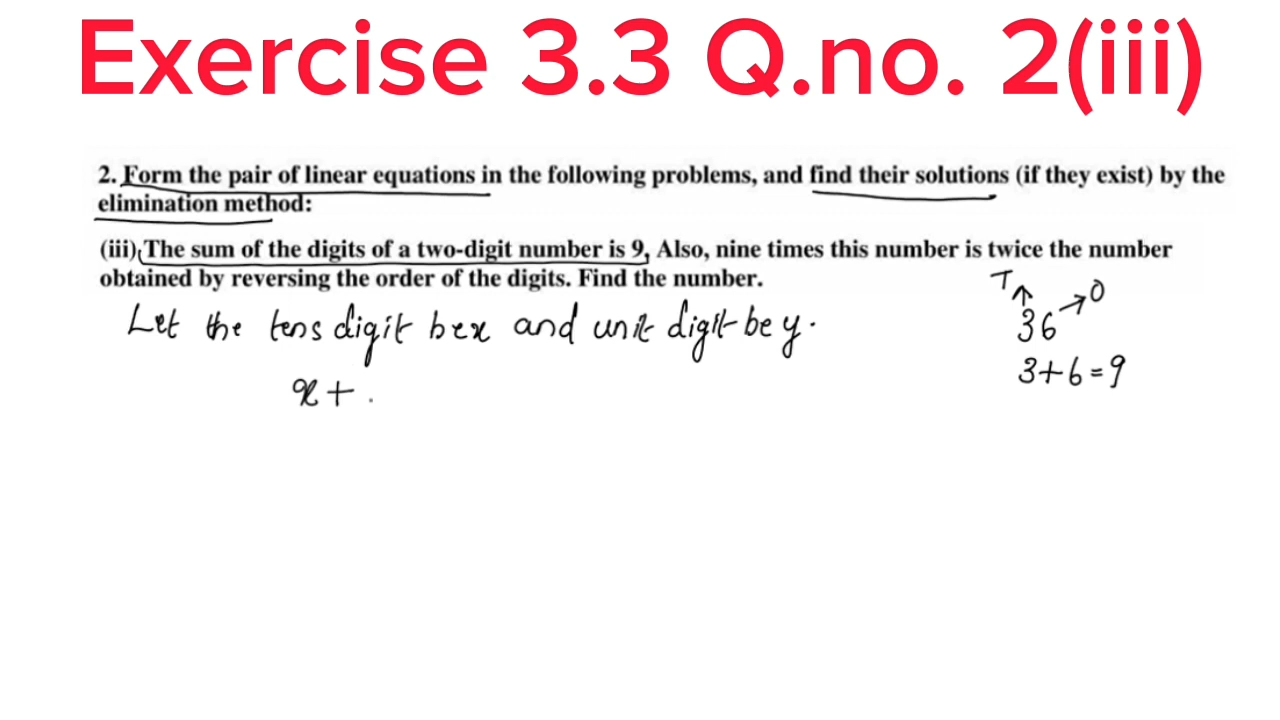 Exercise 3.3 Q.no. 2(iii)
2. Form the pair of linear equations in the following problems, and find their solutions (if they exist) by the
elimination method:
(iii) The sum of the digits of a two-digit number is 9, Also, nine times this number is twice the number
obtained by reversing the order of the digits. Find the number.
T O
Let the tens digit be x and unit digit be y. 36
x + . 3+6=9